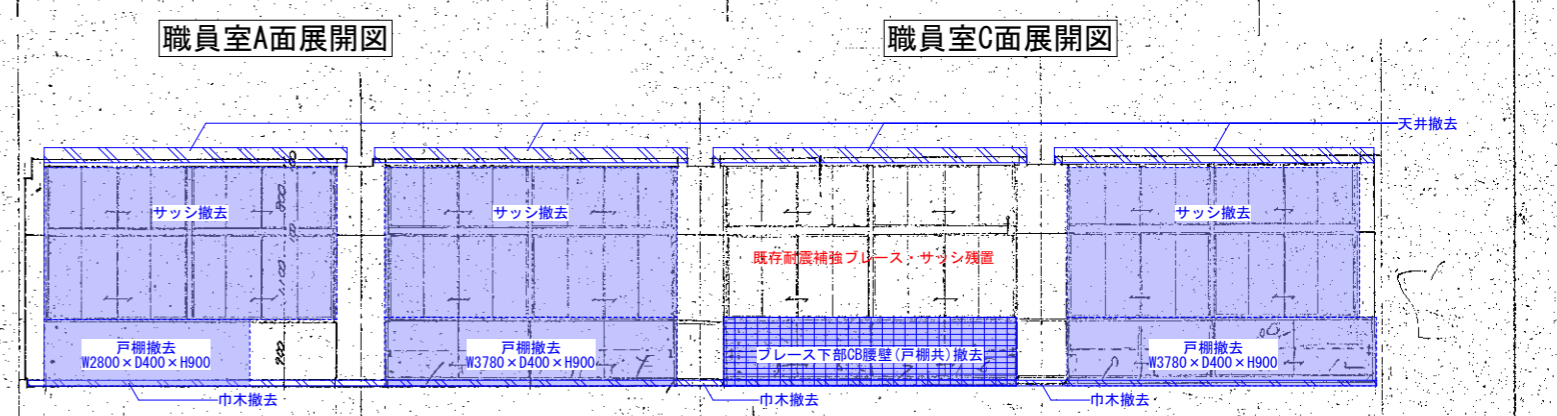 職員室A面展開図
職員室C面展開図
天井撤去
サッシ撤去
サッシ撤去
サッシ撤去
既存耐震補強ブレース・サッシ残置
戸棚撤去
W2800×D400×H900
戸棚撤去
W3780×D400×H900
ブレース下部CB腰壁(戸棚共)撤去
戸棚撤去
W3780×D400×H900
巾木撤去
巾木撤去
巾木撤去